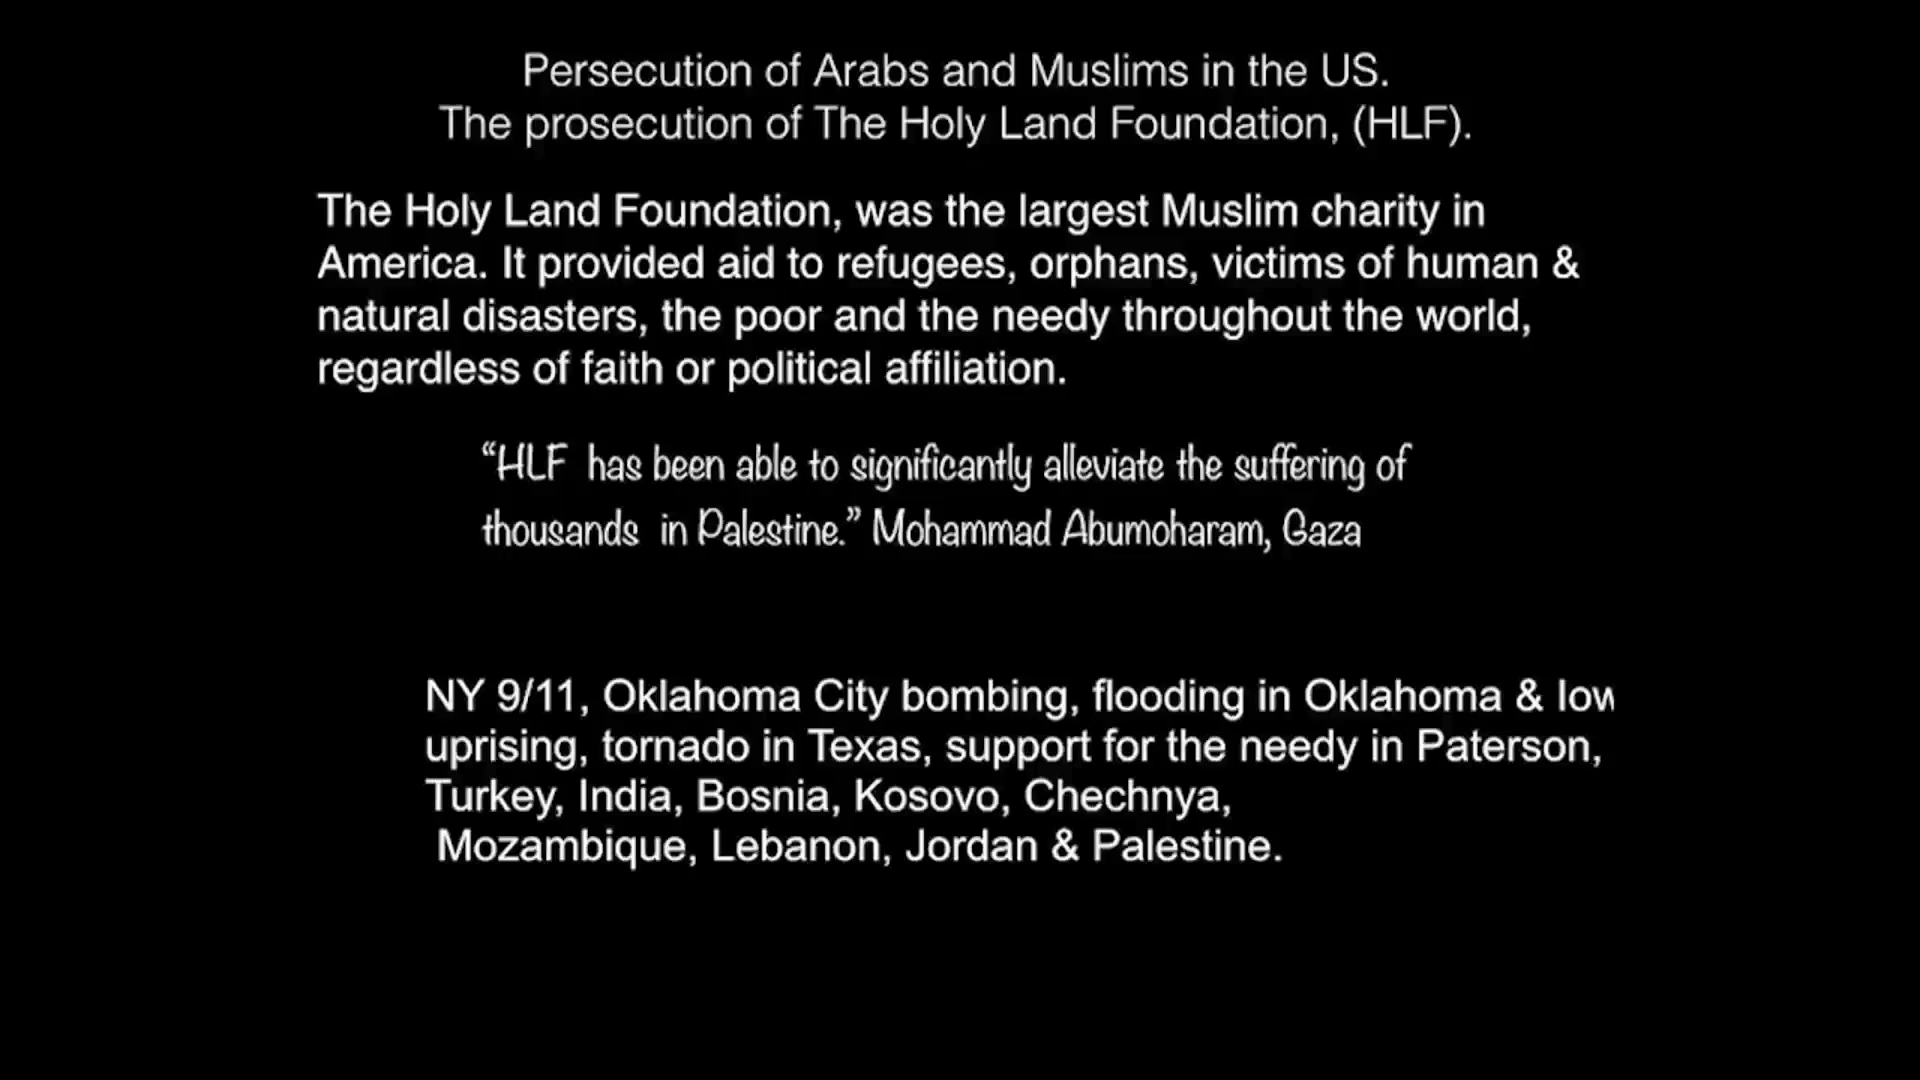 Persecution of Arabs and Muslims in the US.
The prosecution of The Holy Land Foundation, (HLF).
The Holy Land Foundation, was the largest Muslim charity in
America. It provided aid to refugees, orphans, victims of human &
natural disasters, the poor and the needy throughout the world,
regardless of faith or political affiliation.
“HLF has been able to significantly alleviate the suffering of
thousands in Palestine.” Mohammad Abumoharam, Gaza
NY 9/11, Oklahoma City bombing, flooding in Oklahoma &
uprising, tornado in Texas, support for the needy in Paterson,
Turkey, India, Bosnia, Kosovo, Chechnya,
Mozambique, Lebanon, Jordan & Palestine.